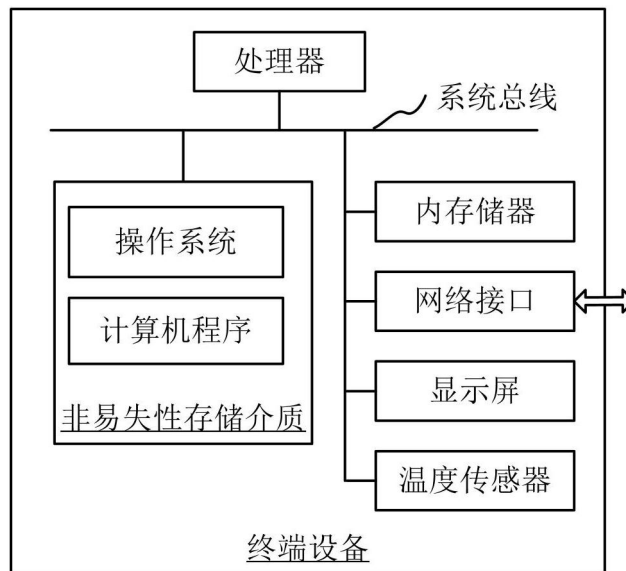 处理器
系统总线
操作系统
计算机程序
非易失性存储介质
内存储器
网络接口
显示屏
温度传感器
终端设备